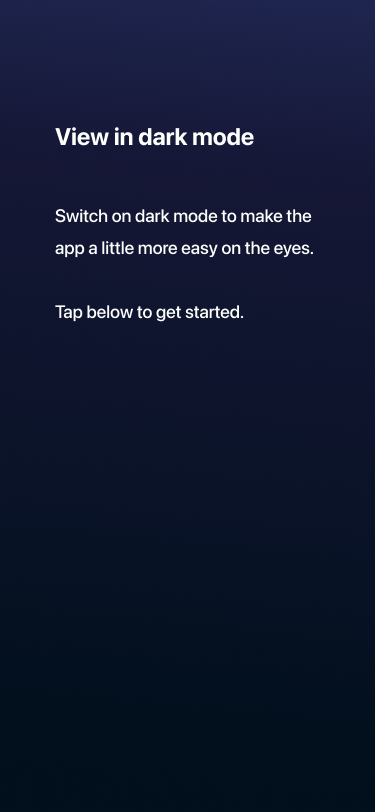 View in dark mode
Switch on dark mode to make the
app a little more easy on the eyes.
Tap below to get started.